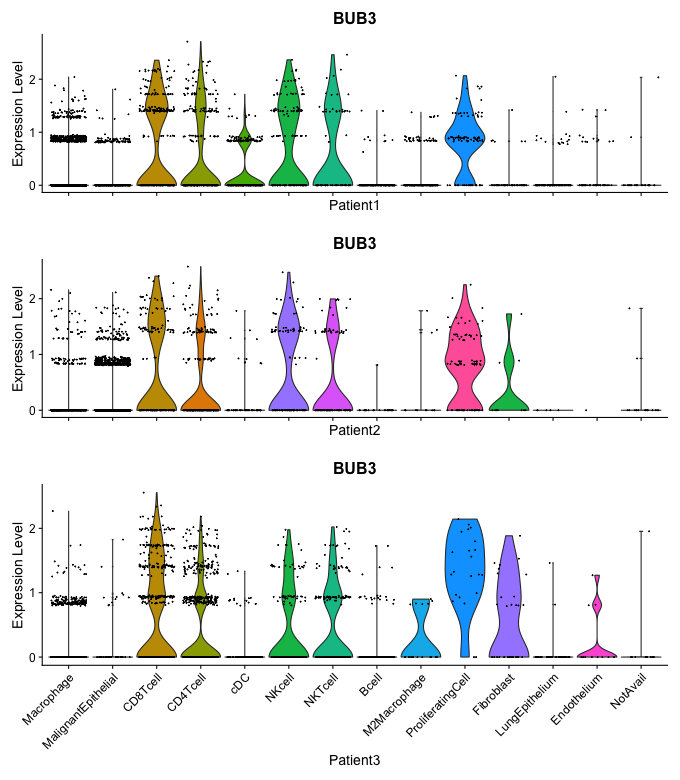 BUB3
Expression Level
2
1
0
Patient1
BUB3
Expression Level
2
1
0
Patient2
BUB3
Expression Level
2
1
0
Macrophage
MalignantEpithelial
CD8Tcell
CD4Tcell
cDC
NKcell
NKTcell
Bcell
M2Macrophage
ProliferatingCell
Fibroblast
LungEpithelium
Endothelium
NotAvail
Patient3